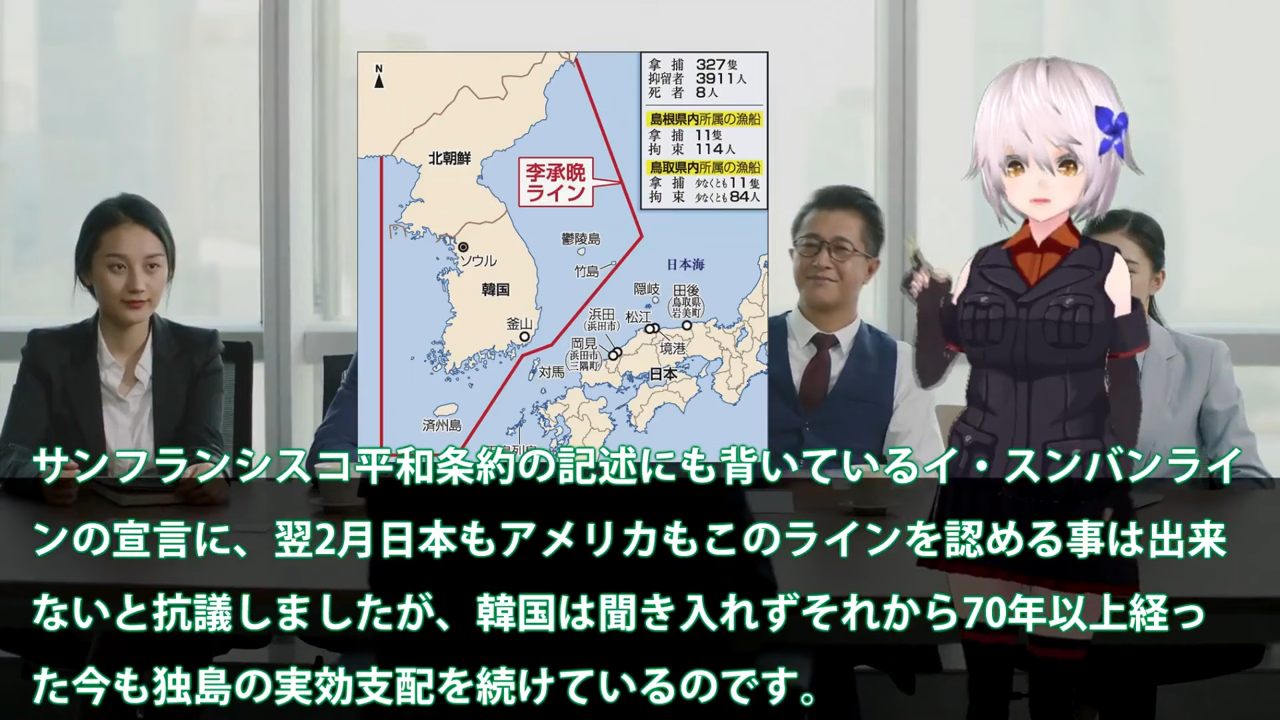 N
北朝鮮
李承晩
ライン
ソウル
韓国
釜山
鬱陵島
竹島
日本海
隠岐
田後
(鳥取県
岩美町)
浜田
(浜田市)
松江
岡見
(浜田市
三隅町)
境港
対馬
日本
済州島
拿捕 327隻
抑留者 3911人
死者 8人
島根県内所属の漁船
拿捕 11隻
拘束 114人
鳥取県内所属の漁船
拿捕 少なくとも11隻
拘束 少なくとも84人
サンフランシスコ平和条約の記述にも背いているイ・スンバンライ
ンの宣言に、翌2月日本もアメリカもこのラインを認める事は出来
ないと抗議しましたが、韓国は聞き入れずそれから70年以上経っ
た今も独島の実効支配を続けているのです。